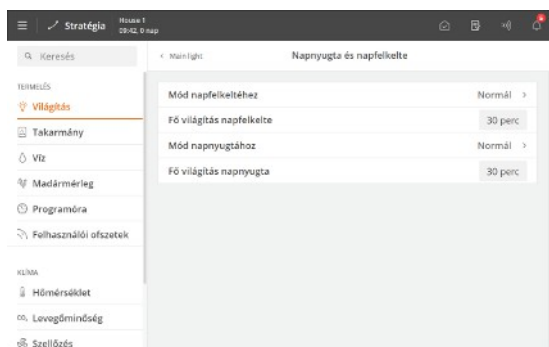 Stratégia
House 1
09:42, 0 nap
6
Keresés
Main light
Napnyugta és napfelkelte
TERMELÉS
Világítás
Takarmány
Víz
Madármérleg
Programóra
Felhasználói ofszetek
KLÍMA
Hőmérséklet
CO₂ Levegőminőség
Szellőzés
Mód napfelkeltéhez Normál
Fő világítás napfelkelte 30 perc
Mód napnyugtához Normál
Fő világítás napnyugta 30 perc